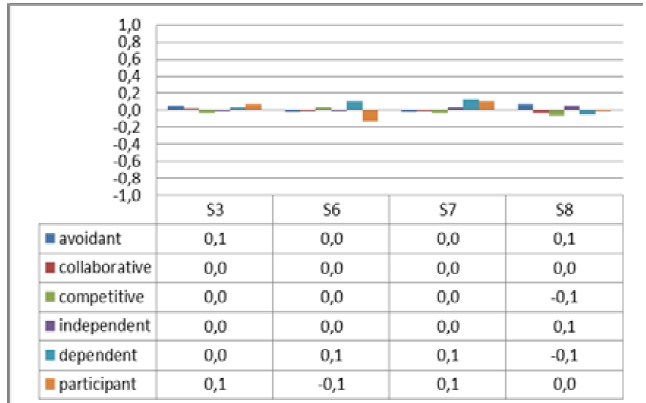 1,0
0,8
0,6
0,4
0,2
0,0
-0,2
-0,4
-0,6
-0,8
-1,0
S3 S6 S7 S8
avoidant 0,1 0,0 0,0 0,1
collaborative 0,0 0,0 0,0 0,0
competitive 0,0 0,0 0,0 -0,1
independent 0,0 0,0 0,0 0,1
dependent 0,0 0,1 0,1 -0,1
participant 0,1 -0,1 0,1 0,0